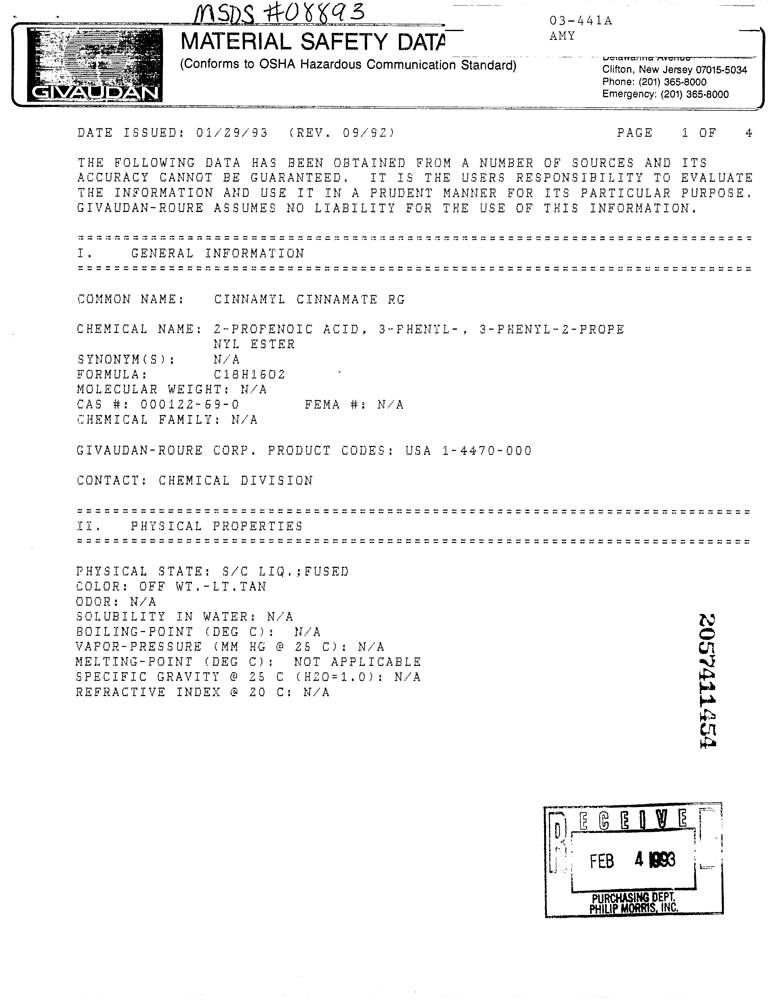 MSDS #08893
03-441A
AMY
MATERIAL SAFETY DATA
(Conforms to OSHA Hazardous Communication Standard)
GIVAUDAN
Delawanna Avenue
Clifton, New Jersey 07015-5034
Phone: (201) 365-8000
Emergency: (201) 365-8000
DATE ISSUED: 01/29/93 (REV. 09/92) PAGE 1 OF 4
THE FOLLOWING DATA HAS BEEN OBTAINED FROM A NUMBER OF SOURCES AND ITS
ACCURACY CANNOT BE GUARANTEED. IT IS THE USERS RESPONSIBILITY TO EVALUATE
THE INFORMATION AND USE IT IN A PRUDENT MANNER FOR ITS PARTICULAR PURPOSE.
GIVAUDAN-ROURE ASSUMES NO LIABILITY FOR THE USE OF THIS INFORMATION.
I. GENERAL INFORMATION
COMMON NAME: CINNAMYL CINNAMATE RG
CHEMICAL NAME: 2-PROPENOIC ACID, 3-PHENYL-, 3-PHENYL-2-PROPE
NYL ESTER
SYNONYM(S): N/A
FORMULA: C18H16O2
MOLECULAR WEIGHT: N/A
CAS #: 000122-69-0 FEMA #: N/A
CHEMICAL FAMILY: N/A
GIVAUDAN-ROURE CORP. PRODUCT CODES: USA 1-4470-000
CONTACT: CHEMICAL DIVISION
II. PHYSICAL PROPERTIES
PHYSICAL STATE: S/C LIQ.;FUSED
COLOR: OFF WT.-LT.TAN
ODOR: N/A
SOLUBILITY IN WATER: N/A
BOILING-POINT (DEG C): N/A
VAPOR-PRESSURE (MM HG @ 25 C): N/A
MELTING-POINT (DEG C): NOT APPLICABLE
SPECIFIC GRAVITY @ 25 C (H2O=1.0): N/A
REFRACTIVE INDEX @ 20 C: N/A
2057411454
RECEIVED
FEB 4 1993
PURCHASING DEPT.
PHILIP MORRIS, INC.